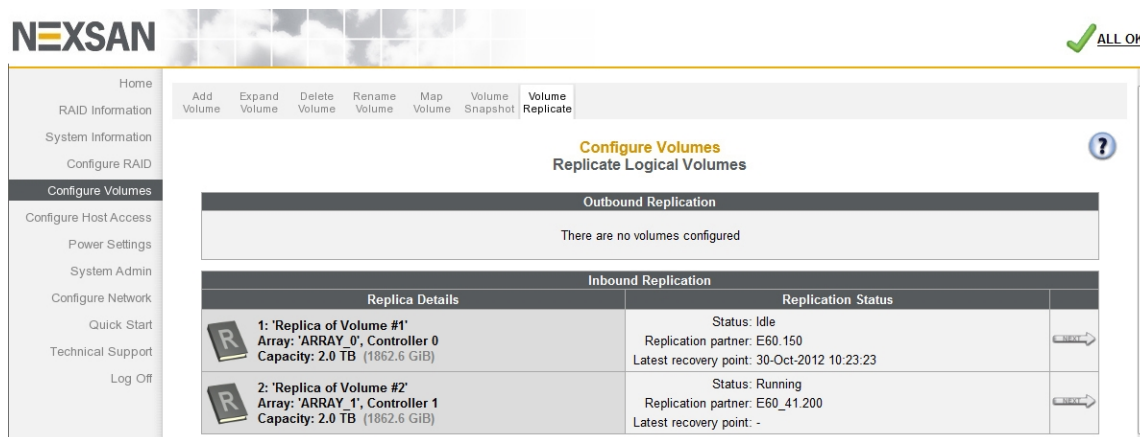 NEXSAN
ALL OK
Home
RAID Information
System Information
Configure RAID
Configure Volumes
Configure Host Access
Power Settings
System Admin
Configure Network
Quick Start
Technical Support
Log Off
Add Volume
Expand Volume
Delete Volume
Rename Volume
Map Volume
Volume Snapshot
Volume Replicate
Configure Volumes
Replicate Logical Volumes
?
Outbound Replication
There are no volumes configured
Inbound Replication
Replica Details
Replication Status
R
1: 'Replica of Volume #1'
Array: 'ARRAY_0', Controller 0
Capacity: 2.0 TB (1862.6 GiB)
Status: Idle
Replication partner: E60.150
Latest recovery point: 30-Oct-2012 10:23:23
NEXT
R
2: 'Replica of Volume #2'
Array: 'ARRAY_1', Controller 1
Capacity: 2.0 TB (1862.6 GiB)
Status: Running
Replication partner: E60_41.200
Latest recovery point: -
NEXT